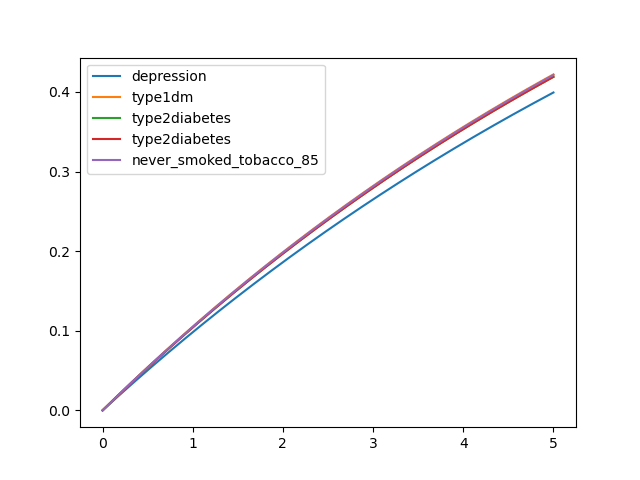 depression
type1dm
type2diabetes
type2diabetes
never_smoked_tobacco_85
0.4
0.3
0.2
0.1
0.0
0 1 2 3 4 5